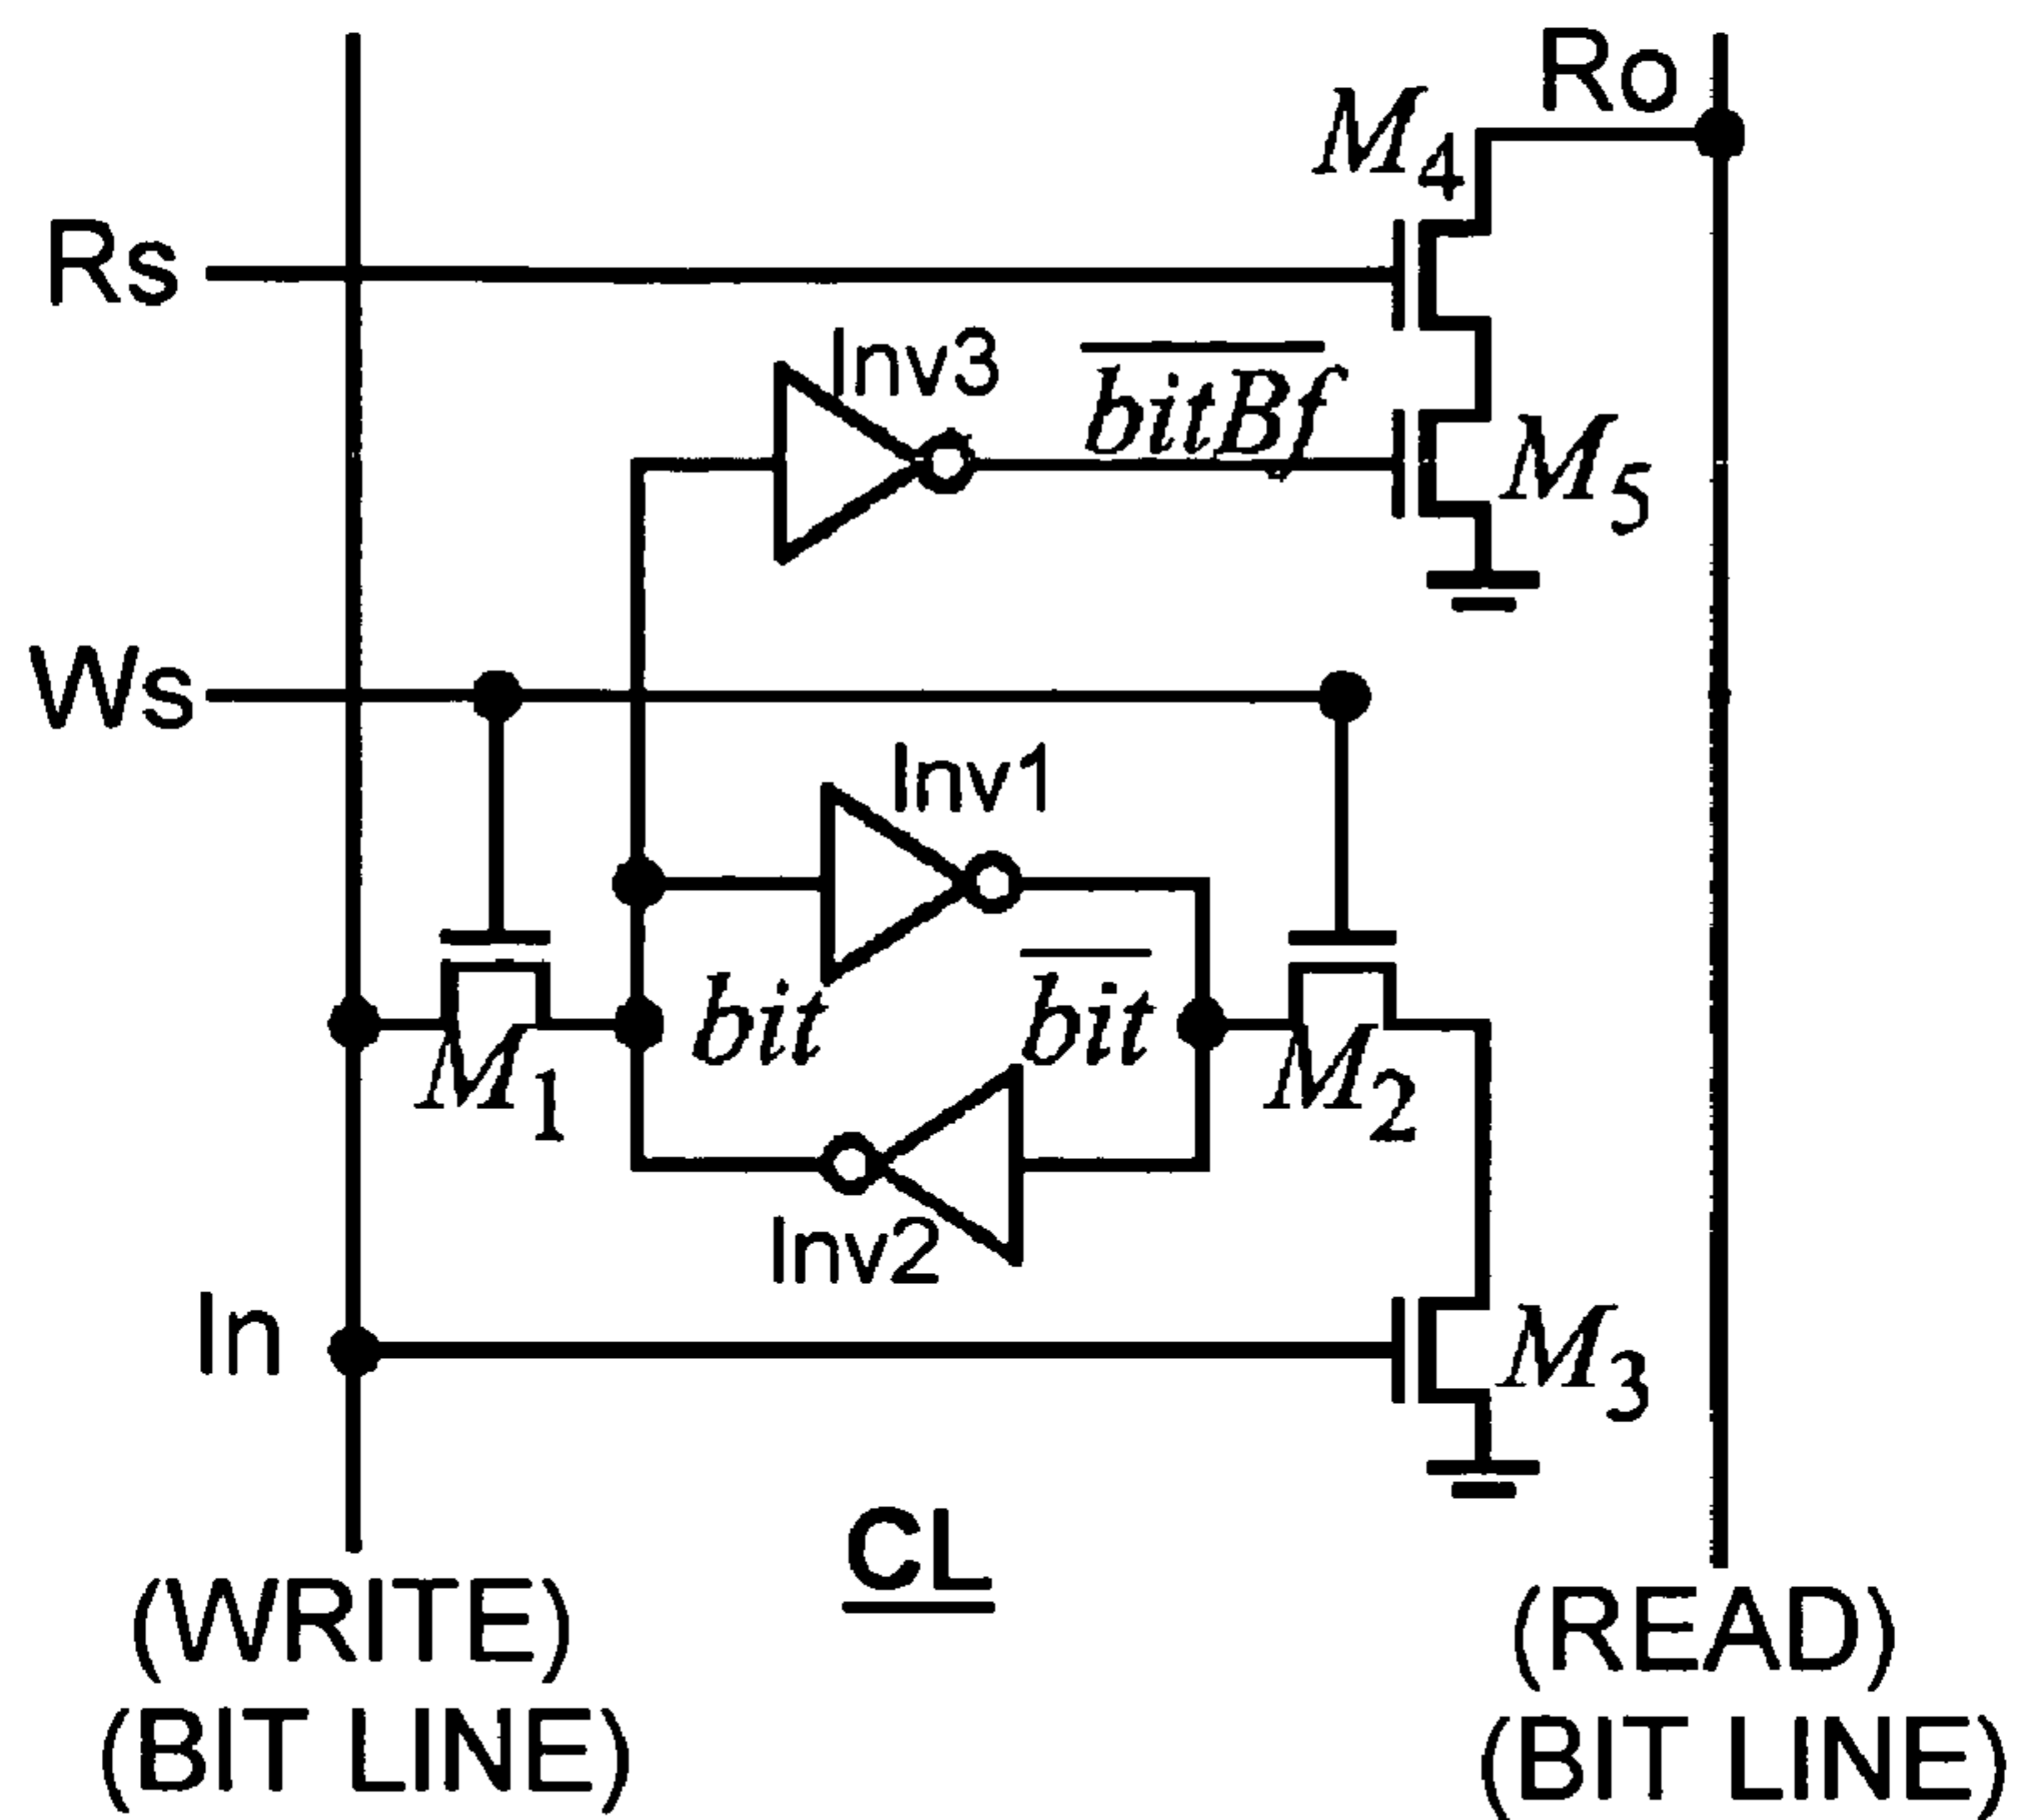 Ro
M4
Rs
Inv3
bitBf
M5
Ws
Inv1
bit
bit
M1
M2
Inv2
In
M3
CL
(WRITE)
(BIT LINE)
(READ)
(BIT LINE)